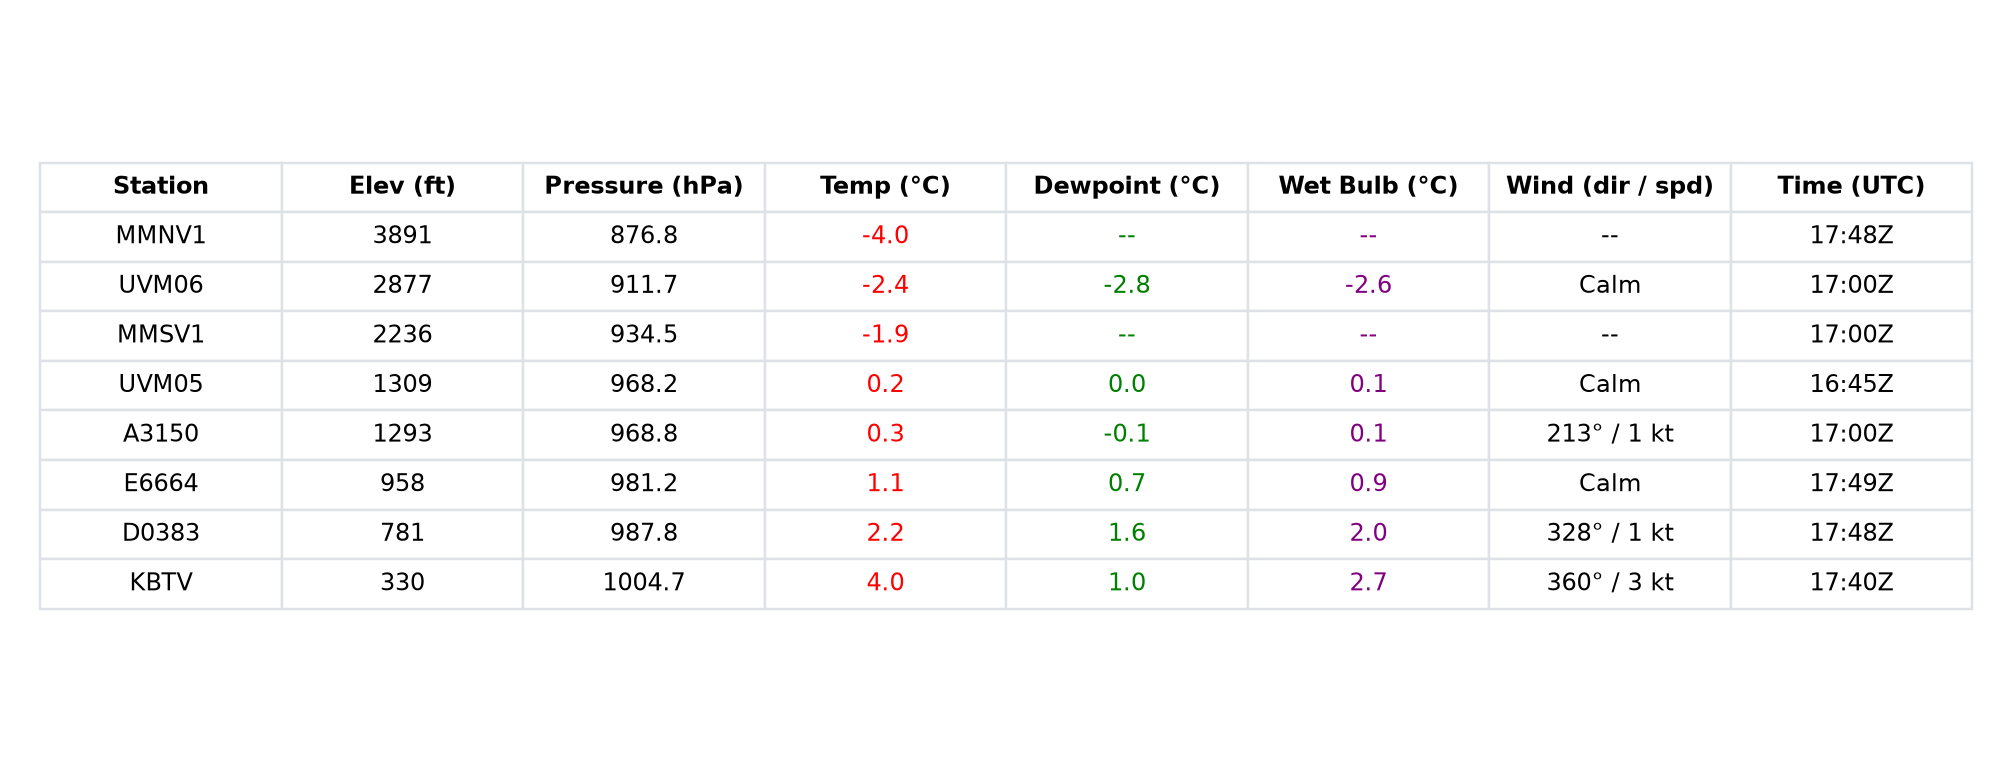 Station Elev (ft) Pressure (hPa) Temp (°C) Dewpoint (°C) Wet Bulb (°C) Wind (dir / spd) Time (UTC)
MMNV1 3891 876.8 -4.0 -- -- -- 17:48Z
UVM06 2877 911.7 -2.4 -2.8 -2.6 Calm 17:00Z
MMSV1 2236 934.5 -1.9 -- -- -- 17:00Z
UVM05 1309 968.2 0.2 0.0 0.1 Calm 16:45Z
A3150 1293 968.8 0.3 -0.1 0.1 213° / 1 kt 17:00Z
E6664 958 981.2 1.1 0.7 0.9 Calm 17:49Z
D0383 781 987.8 2.2 1.6 2.0 328° / 1 kt 17:48Z
KBTV 330 1004.7 4.0 1.0 2.7 360° / 3 kt 17:40Z